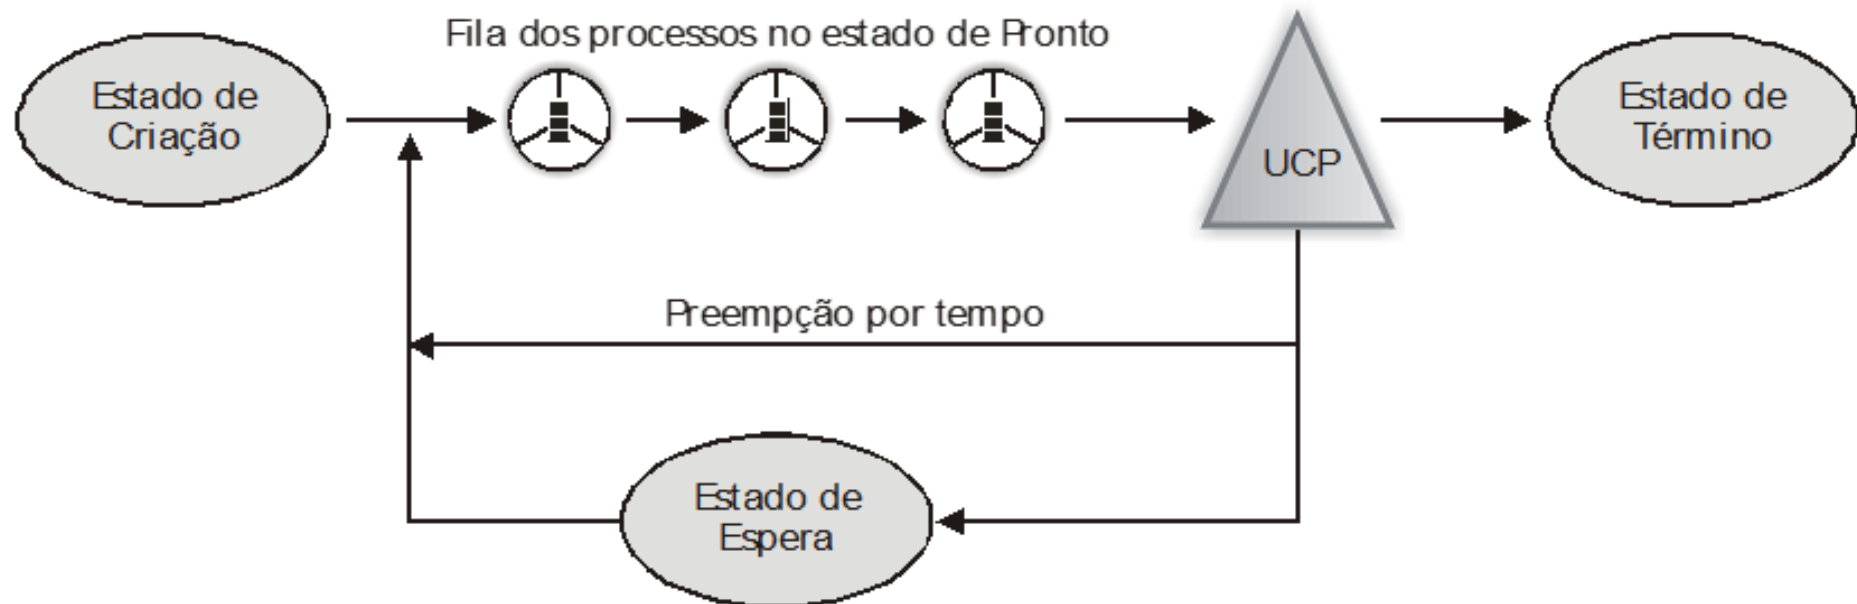 Fila dos processos no estado de Pronto
Estado de
Criação
UCP
Estado de
Término
Preempção por tempo
Estado de
Espera